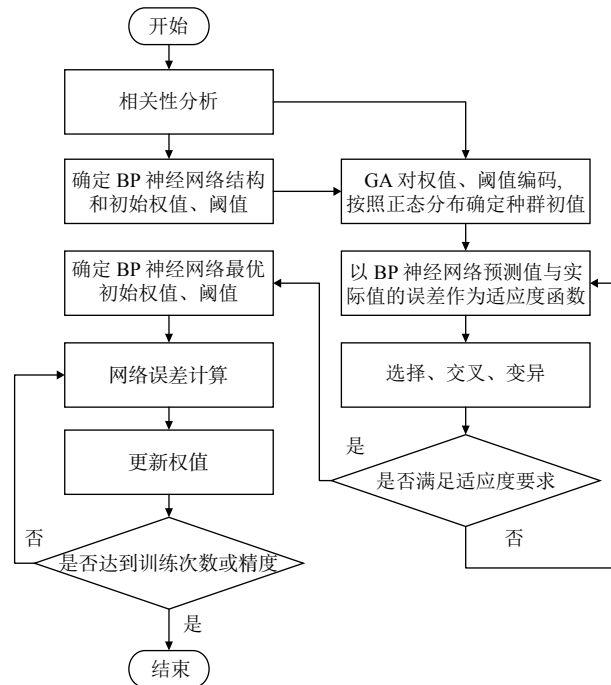 开始
相关性分析
确定 BP 神经网络结构
和初始权值、阈值
GA 对权值、阈值编码,
按照正态分布确定种群初值
确定 BP 神经网络最优
初始权值、阈值
以 BP 神经网络预测值与实
际值的误差作为适应度函数
网络误差计算
选择、交叉、变异
更新权值
是
是否满足适应度要求
否
否
是否达到训练次数或精度
是
结束